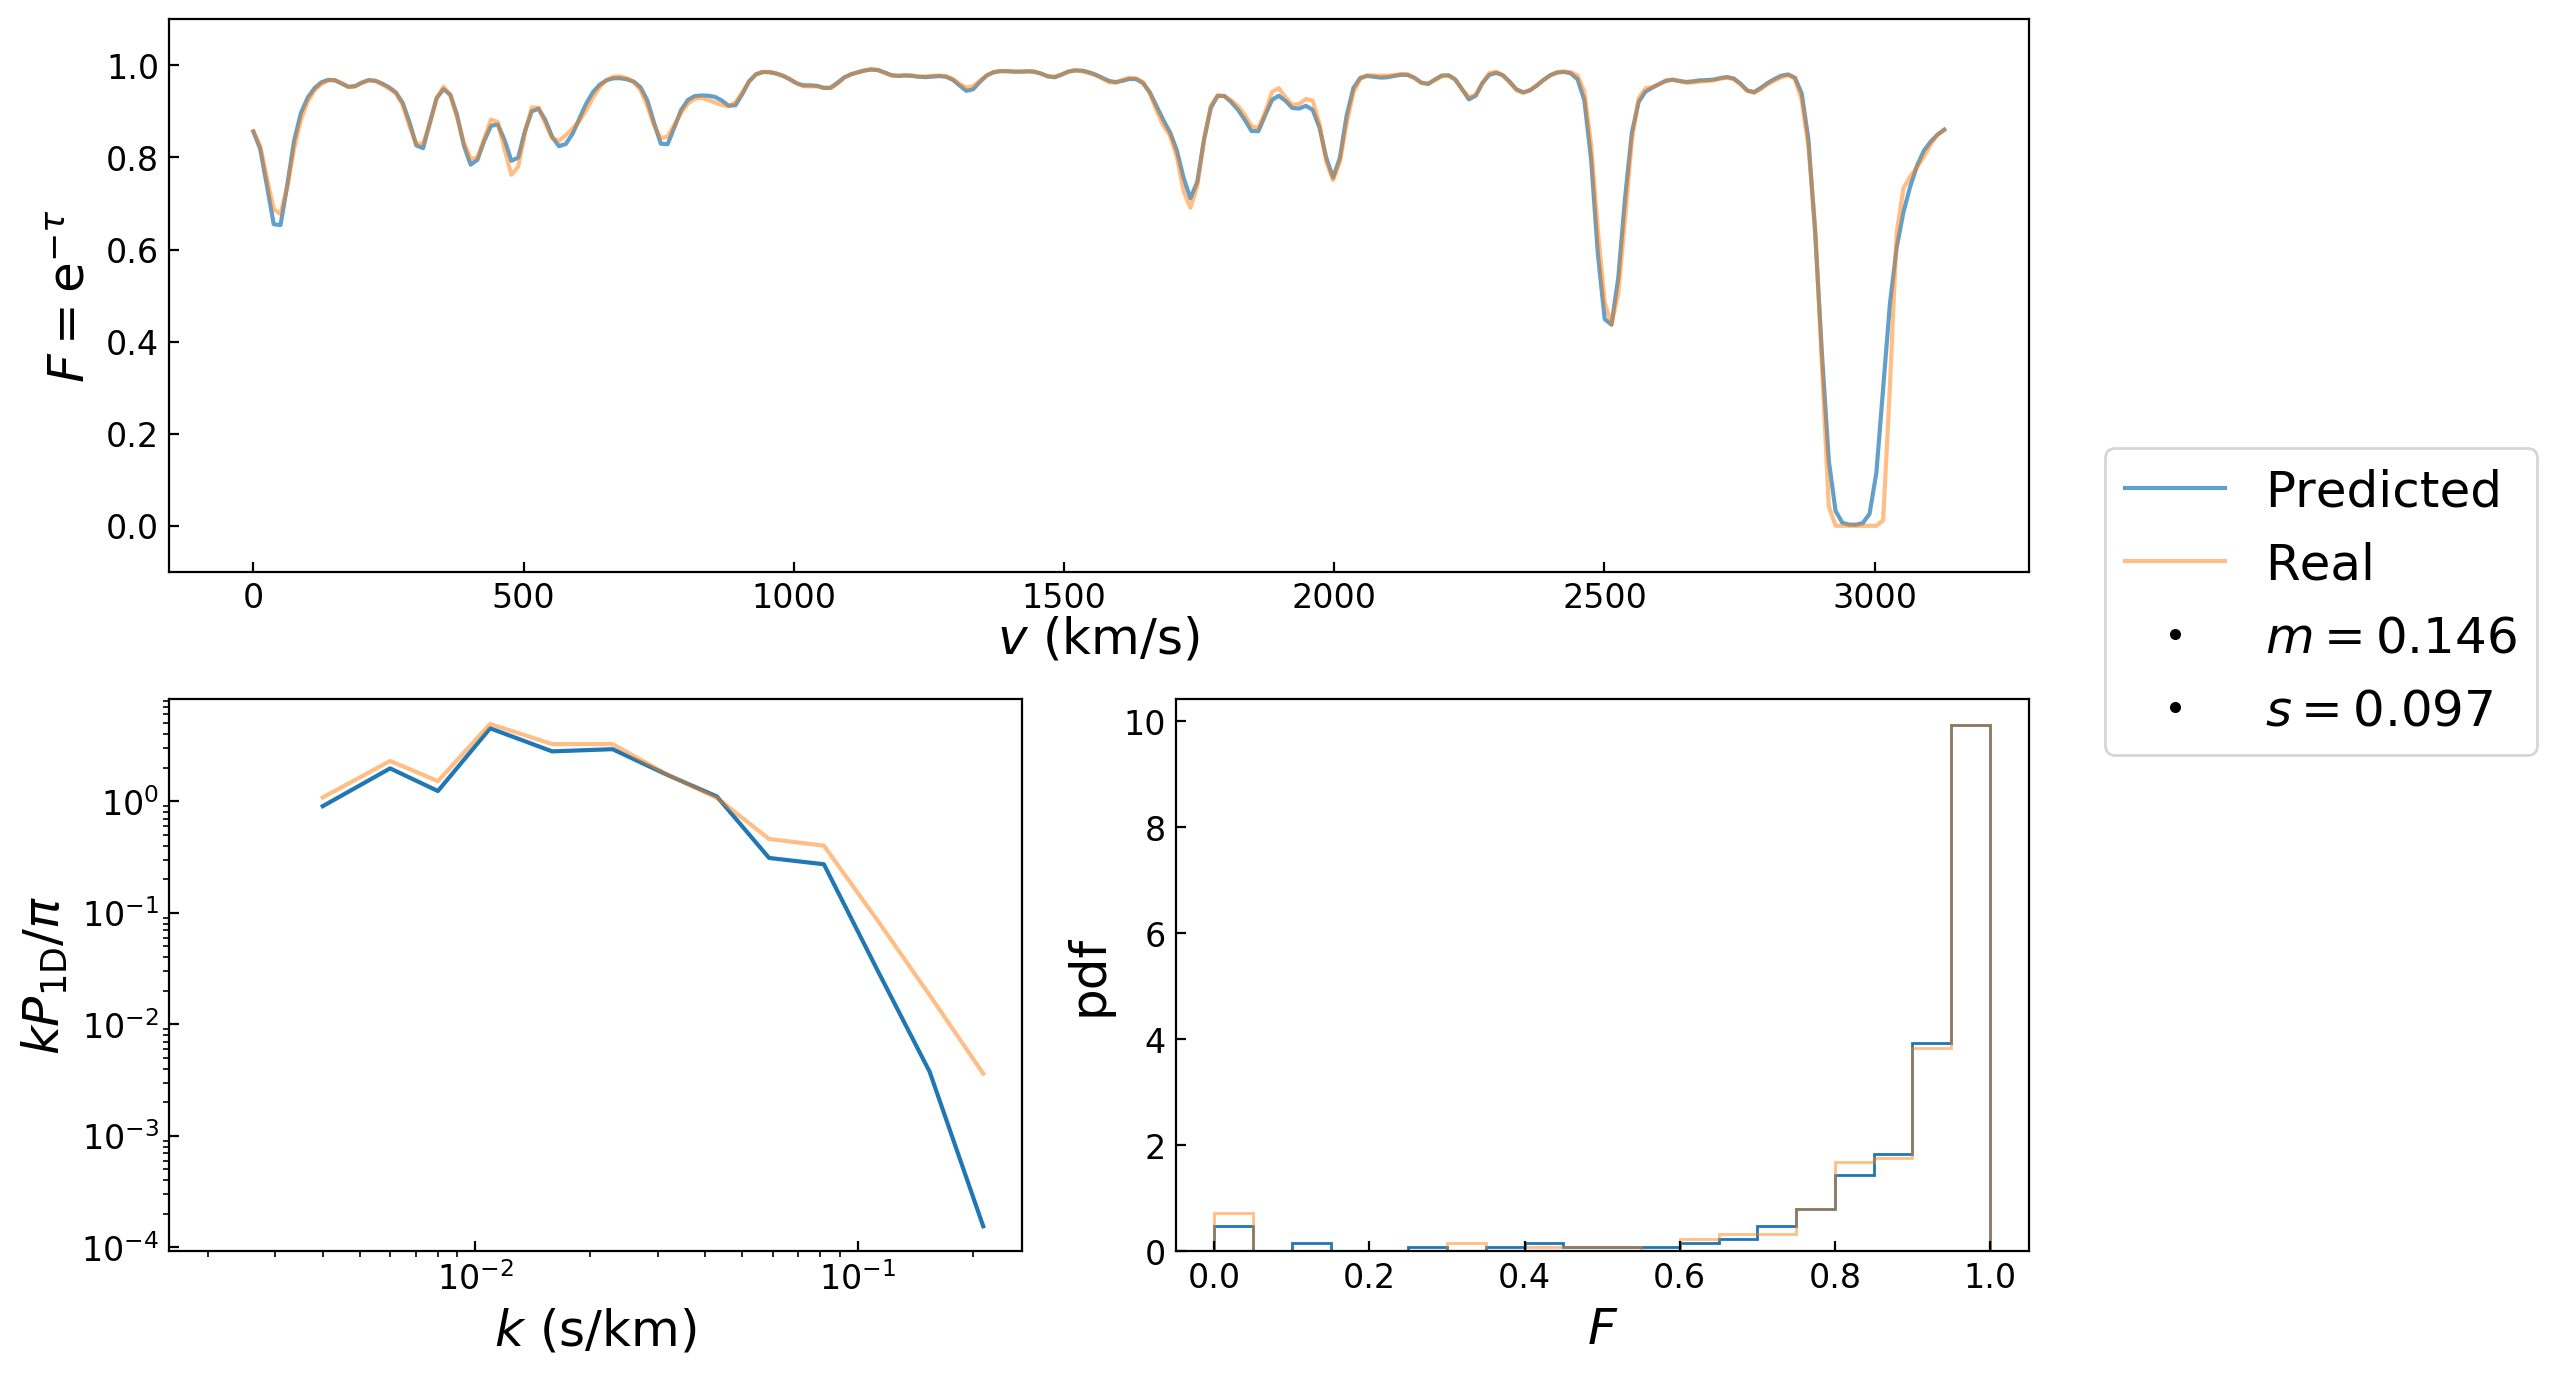 1.0
0.8
0.6
0.4
0.2
0.0
F = e^{-τ}
0 500 1000 1500 2000 2500 3000
v (km/s)
Predicted
Real
m = 0.146
s = 0.097
10^0
10^{-1}
10^{-2}
10^{-3}
10^{-4}
kP_{1D}/π
10^{-2} 10^{-1}
k (s/km)
10
8
6
4
2
0
pdf
0.0 0.2 0.4 0.6 0.8 1.0
F